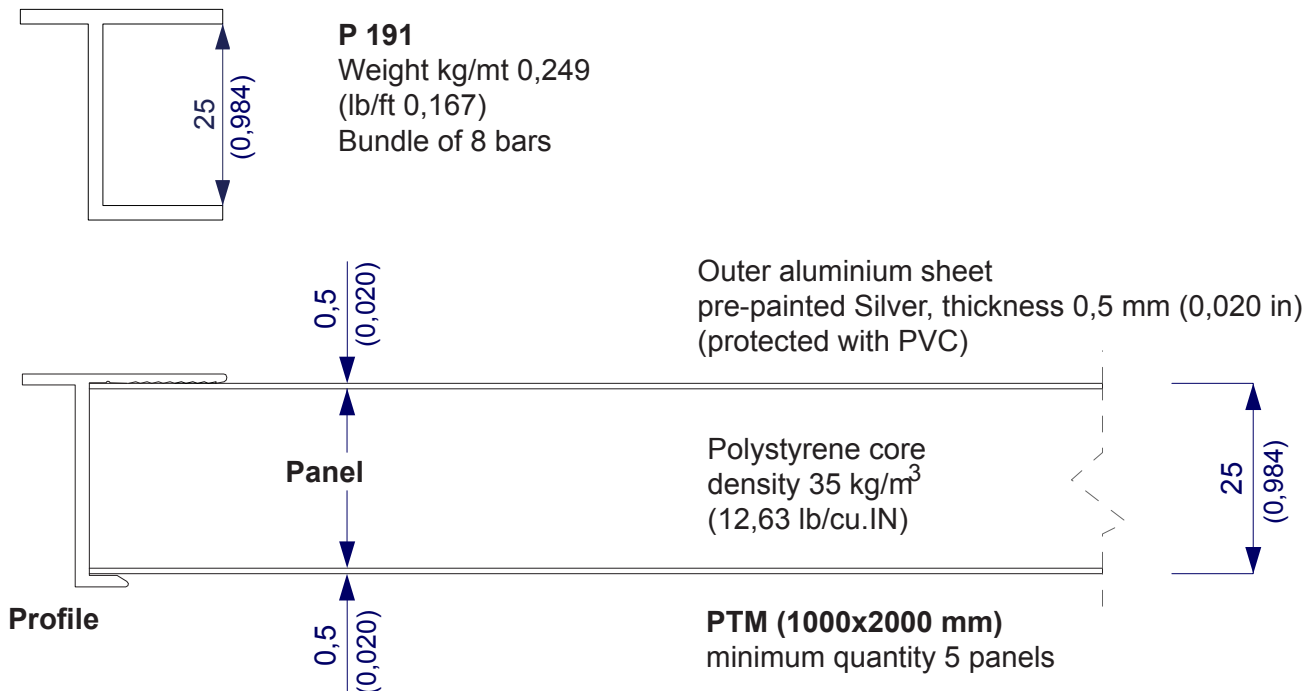 P 191
Weight kg/mt 0,249
(lb/ft 0,167)
Bundle of 8 bars
25
(0,984)
0,5
(0,020)
Outer aluminium sheet
pre-painted Silver, thickness 0,5 mm (0,020 in)
(protected with PVC)
Panel
Polystyrene core
density 35 kg/m³
(12,63 lb/cu.IN)
25
(0,984)
Profile
0,5
(0,020)
PTM (1000x2000 mm)
minimum quantity 5 panels